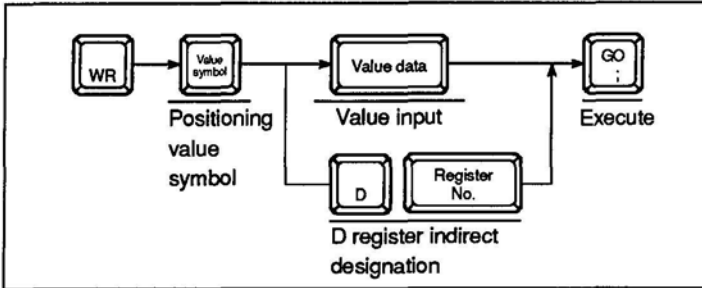 WR
Value
symbol
Value data
GO
;
Positioning
value
symbol
Value input
Execute
D
Register
No.
D register indirect
designation